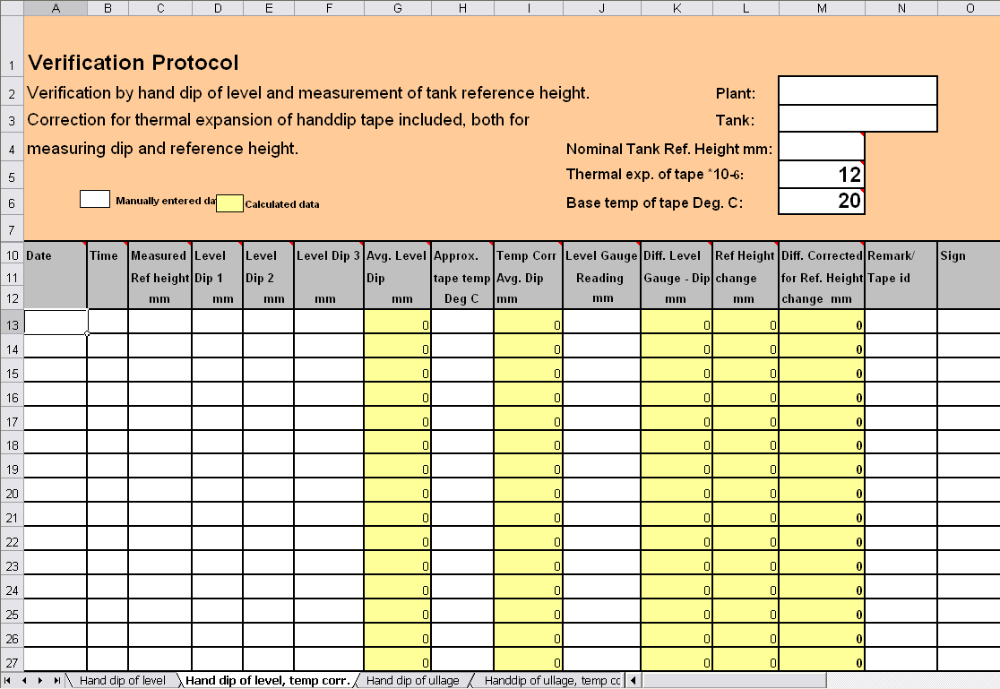 A B C D E F G H I J K L M N O
1 Verification Protocol
2 Verification by hand dip of level and measurement of tank reference height. Plant:
3 Correction for thermal expansion of handdip tape included, both for Tank:
4 measuring dip and reference height. Nominal Tank Ref. Height mm:
5 Thermal exp. of tape *10-6: 12
6 Manually entered da Calculated data Base temp of tape Deg. C: 20
7
10 Date Time Measured Level Level Level Dip 3 Avg. Level Approx. Temp Corr Level Gauge Diff. Level Ref Height Diff. Corrected Remark/ Sign
11 Ref height Dip 1 Dip 2 Dip tape temp Avg. Dip Reading Gauge - Dip change for Ref. Height Tape id
12 mm mm mm mm mm Deg C mm mm mm mm change mm
13 0 0 0 0 0
14 0 0 0 0 0
15 0 0 0 0 0
16 0 0 0 0 0
17 0 0 0 0 0
18 0 0 0 0 0
19 0 0 0 0 0
20 0 0 0 0 0
21 0 0 0 0 0
22 0 0 0 0 0
23 0 0 0 0 0
24 0 0 0 0 0
25 0 0 0 0 0
26 0 0 0 0 0
27 0 0 0 0 0
Hand dip of level Hand dip of level, temp corr. Hand dip of ullage Handdip of ullage, temp cc